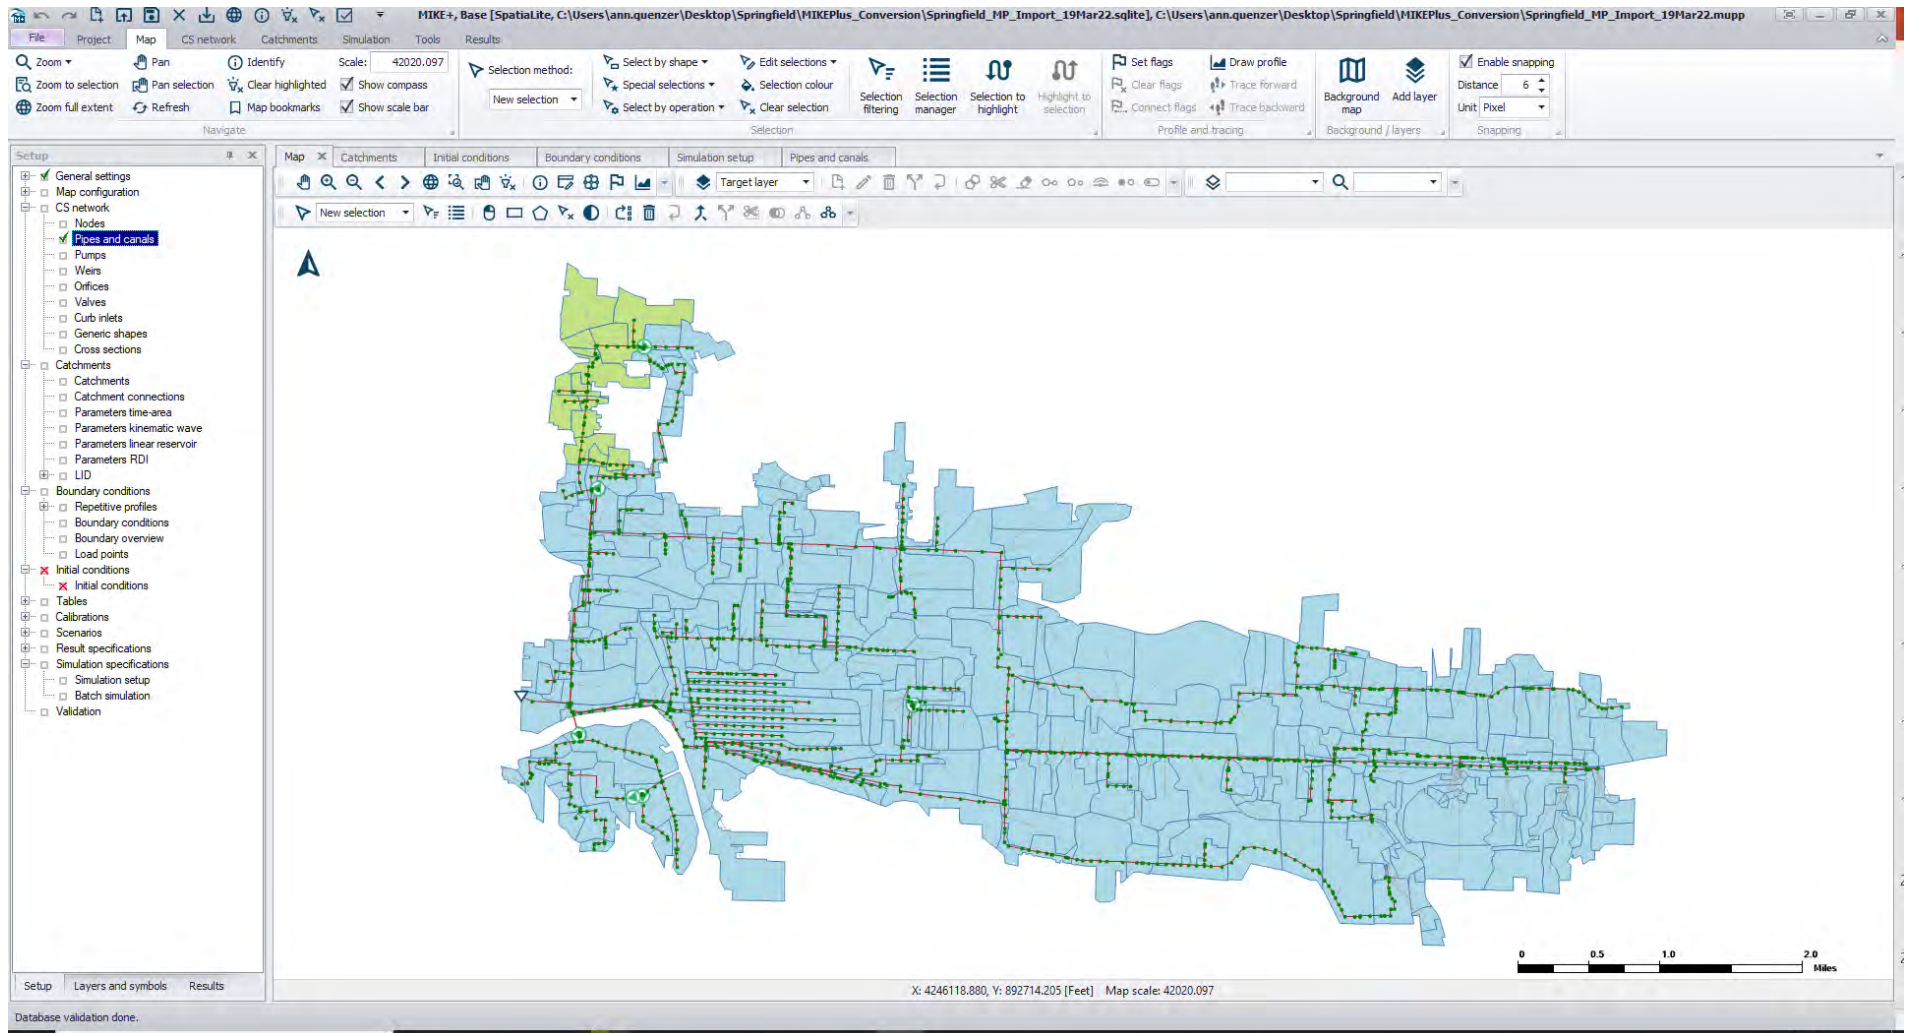 MIKE+, Base [SpatiaLite, C:\Users\ann.quenzer\Desktop\Springfield\MIKEPlus_Conversion\Springfield_MP_Import_19Mar22.sqlite], C:\Users\ann.quenzer\Desktop\Springfield\MIKEPlus_Conversion\Springfield_MP_Import_19Mar22.mupp
File Project Map CS network Catchments Simulation Tools Results
Zoom Pan Identify Scale: 42020.097
Zoom to selection Pan selection Clear highlighted Show compass
Zoom full extent Refresh Map bookmarks Show scale bar
Navigate
Selection method:
New selection
Select by shape Edit selections
Special selections Selection colour
Select by operation Clear selection
Selection filtering
Selection manager
Selection to highlight
Highlight to selection
Selection
Set flags Draw profile
Clear flags Trace forward
Connect flags Trace backward
Profile and tracing
Background map
Add layer
Background / layers
Enable snapping
Distance 6
Unit Pixel
Snapping
Setup
General settings
Map configuration
CS network
Nodes
Pipes and canals
Pumps
Weirs
Orifices
Valves
Curb inlets
Generic shapes
Cross sections
Catchments
Catchments
Catchment connections
Parameters time-area
Parameters kinematic wave
Parameters linear reservoir
Parameters RDI
LID
Boundary conditions
Repetitive profiles
Boundary conditions
Boundary overview
Load points
Initial conditions
Initial conditions
Tables
Calibrations
Scenarios
Result specifications
Simulation specifications
Simulation setup
Batch simulation
Validation
Setup Layers and symbols Results
Map Catchments Initial conditions Boundary conditions Simulation setup Pipes and canals
Target layer
New selection
0 0.5 1.0 2.0
Miles
X: 4246118.880, Y: 892714.205 [Feet] Map scale: 42020.097
Database validation done.